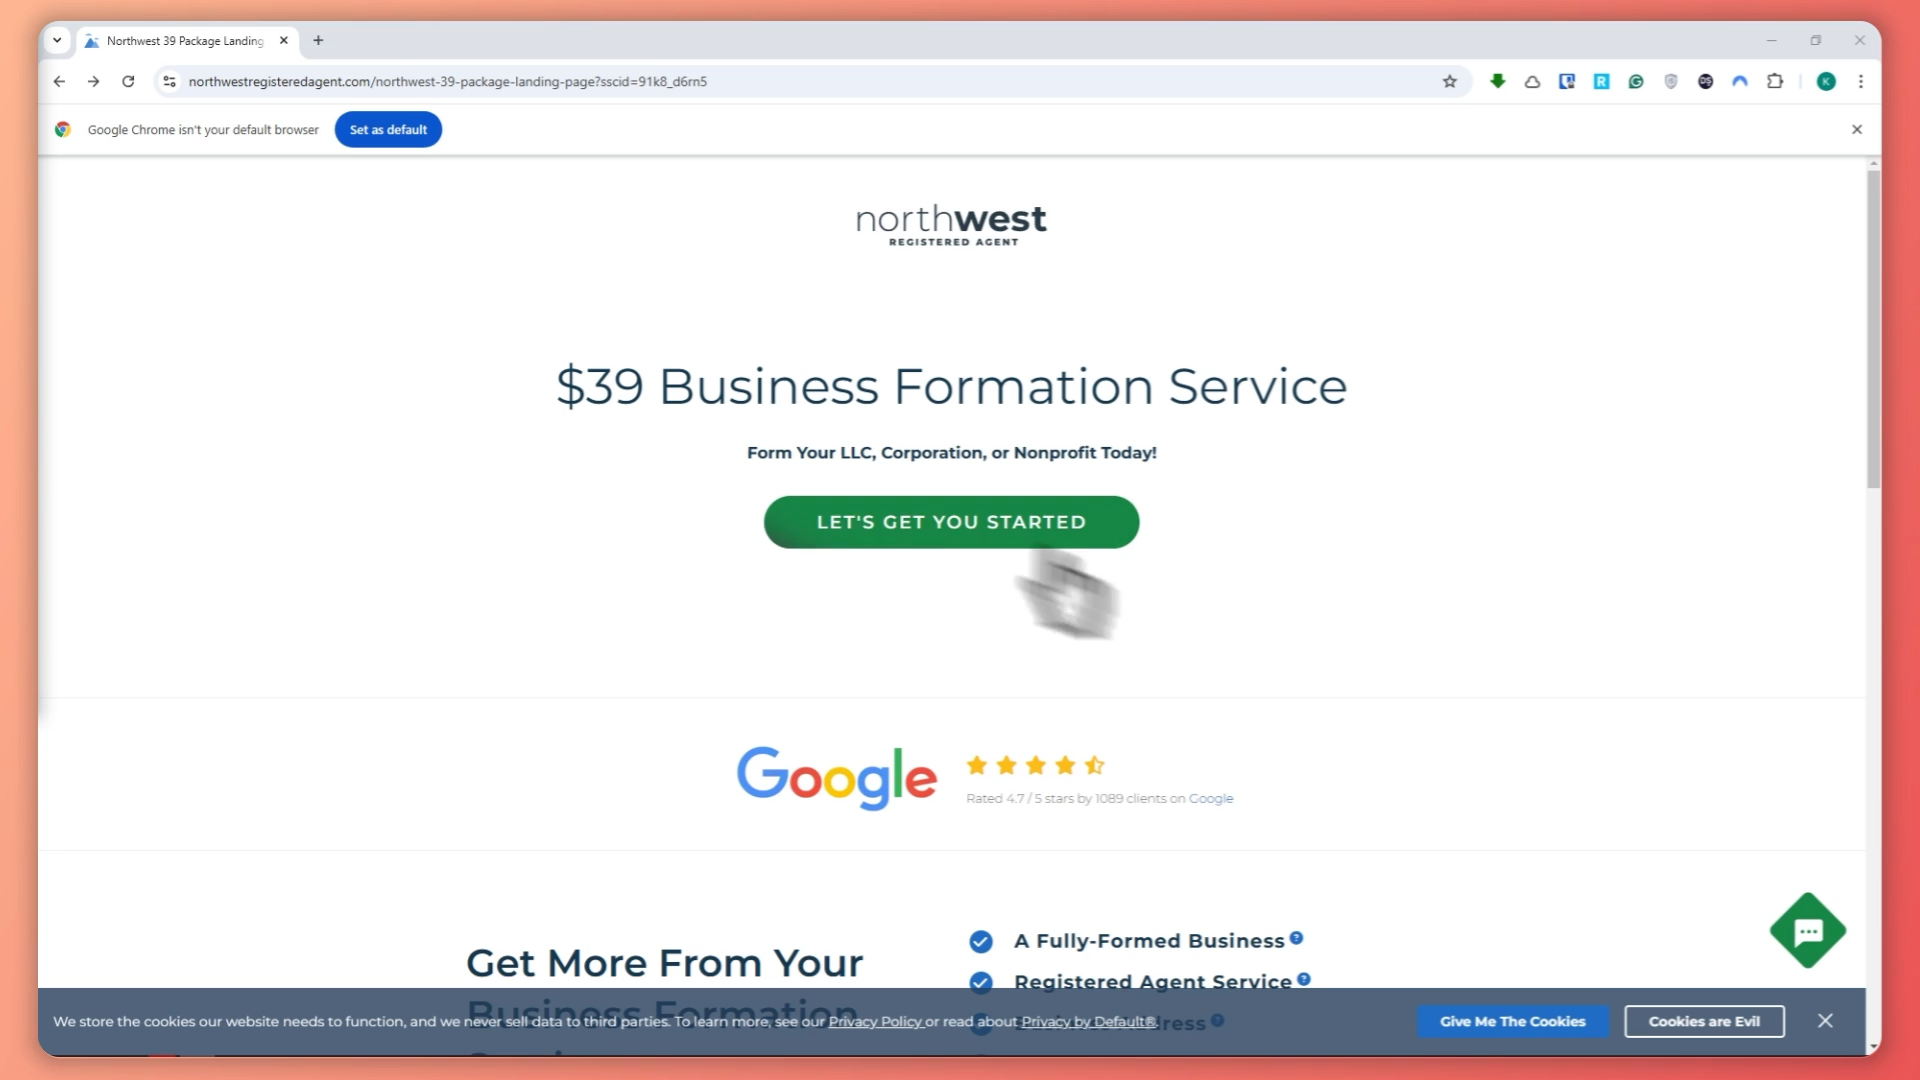 Northwest 39 Package Landing
northwestregisteredagent.com/northwest-39-package-landing-page?sscid=91k8_d6rn5
K
Google Chrome isn't your default browser
Set as default
northwest
REGISTERED AGENT
$39 Business Formation Service
Form Your LLC, Corporation, or Nonprofit Today!
LET'S GET YOU STARTED
Google
Rated 4.7 / 5 stars by 1089 clients on Google
Get More From Your
Business Formation
A Fully-Formed Business
Registered Agent Service
We store the cookies our website needs to function, and we never sell data to third parties. To learn more, see our Privacy Policy or read about Privacy by Default®.
Give Me The Cookies
Cookies are Evil